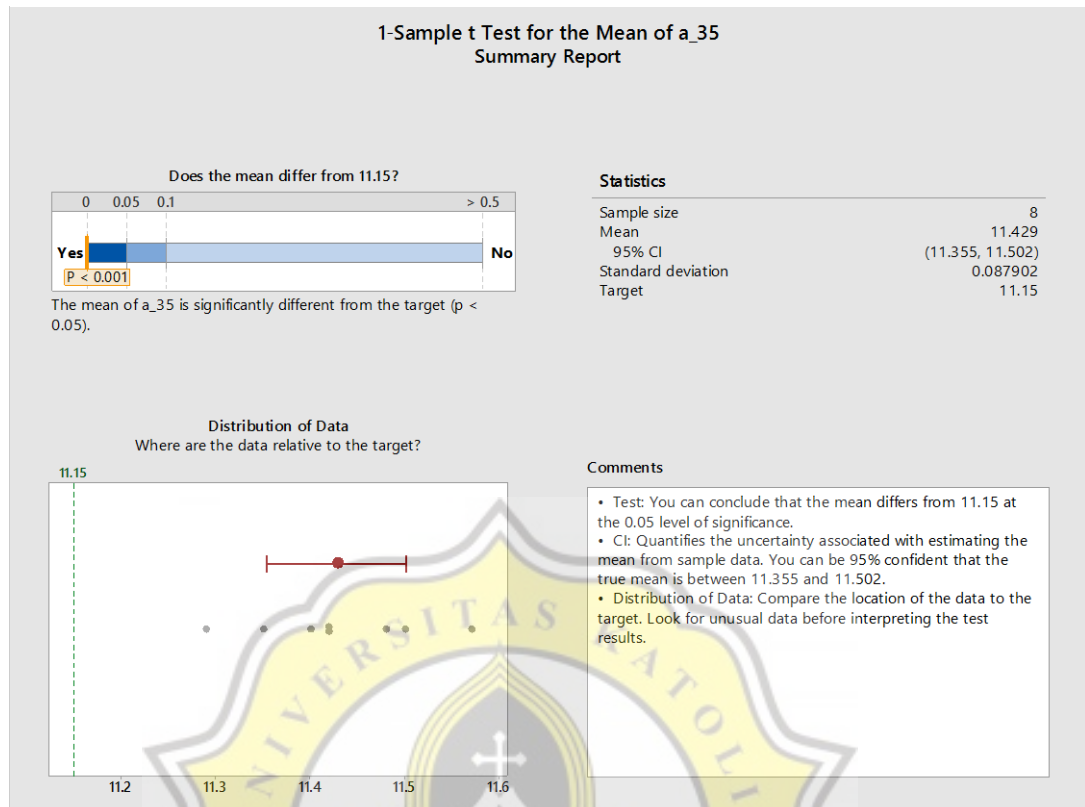 1-Sample t Test for the Mean of a_35
Summary Report
Does the mean differ from 11.15?
0 0.05 0.1 > 0.5
Yes No
P < 0.001
The mean of a_35 is significantly different from the target (p <
0.05).
Statistics
Sample size 8
Mean 11.429
95% CI (11.355, 11.502)
Standard deviation 0.087902
Target 11.15
Distribution of Data
Where are the data relative to the target?
11.15
11.2 11.3 11.4 11.5 11.6
Comments
• Test: You can conclude that the mean differs from 11.15 at
the 0.05 level of significance.
• CI: Quantifies the uncertainty associated with estimating the
mean from sample data. You can be 95% confident that the
true mean is between 11.355 and 11.502.
• Distribution of Data: Compare the location of the data to the
target. Look for unusual data before interpreting the test
results.
NIVERSITAS KATOLI